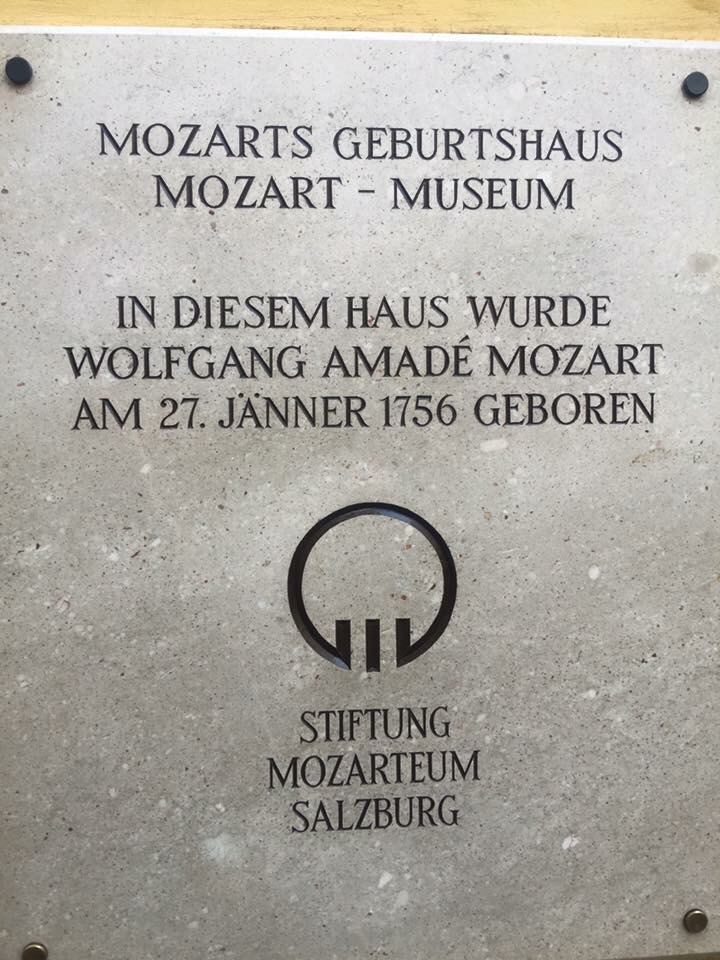 MOZARTS GEBURTSHAUS
MOZART - MUSEUM
IN DIESEM HAUS WURDE
WOLFGANG AMADÉ MOZART
AM 27. JÄNNER 1756 GEBOREN
STIFTUNG
MOZARTEUM
SALZBURG